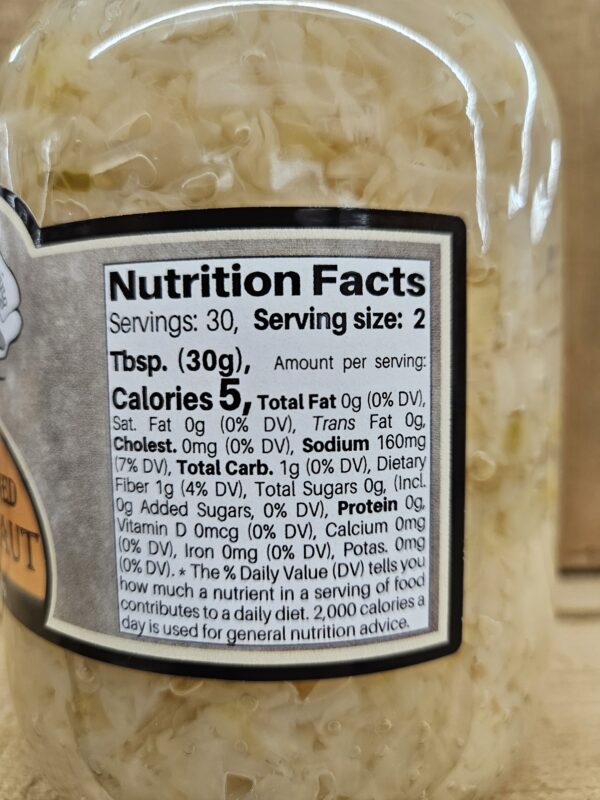 Nutrition Facts
Servings: 30, Serving size: 2
Tbsp. (30g), Amount per serving:
Calories 5, Total Fat 0g (0% DV),
Sat. Fat 0g (0% DV), Trans Fat 0g,
Cholest. 0mg (0% DV), Sodium 160mg
(7% DV), Total Carb. 1g (0% DV), Dietary
Fiber 1g (4% DV), Total Sugars 0g, (Incl.
0g Added Sugars, 0% DV), Protein 0g,
Vitamin D 0mcg (0% DV), Calcium 0mg
(0% DV), Iron 0mg (0% DV), Potas. 0mg
(0% DV). * The % Daily Value (DV) tells you
how much a nutrient in a serving of food
contributes to a daily diet. 2,000 calories a
day is used for general nutrition advice.
ED
AUT